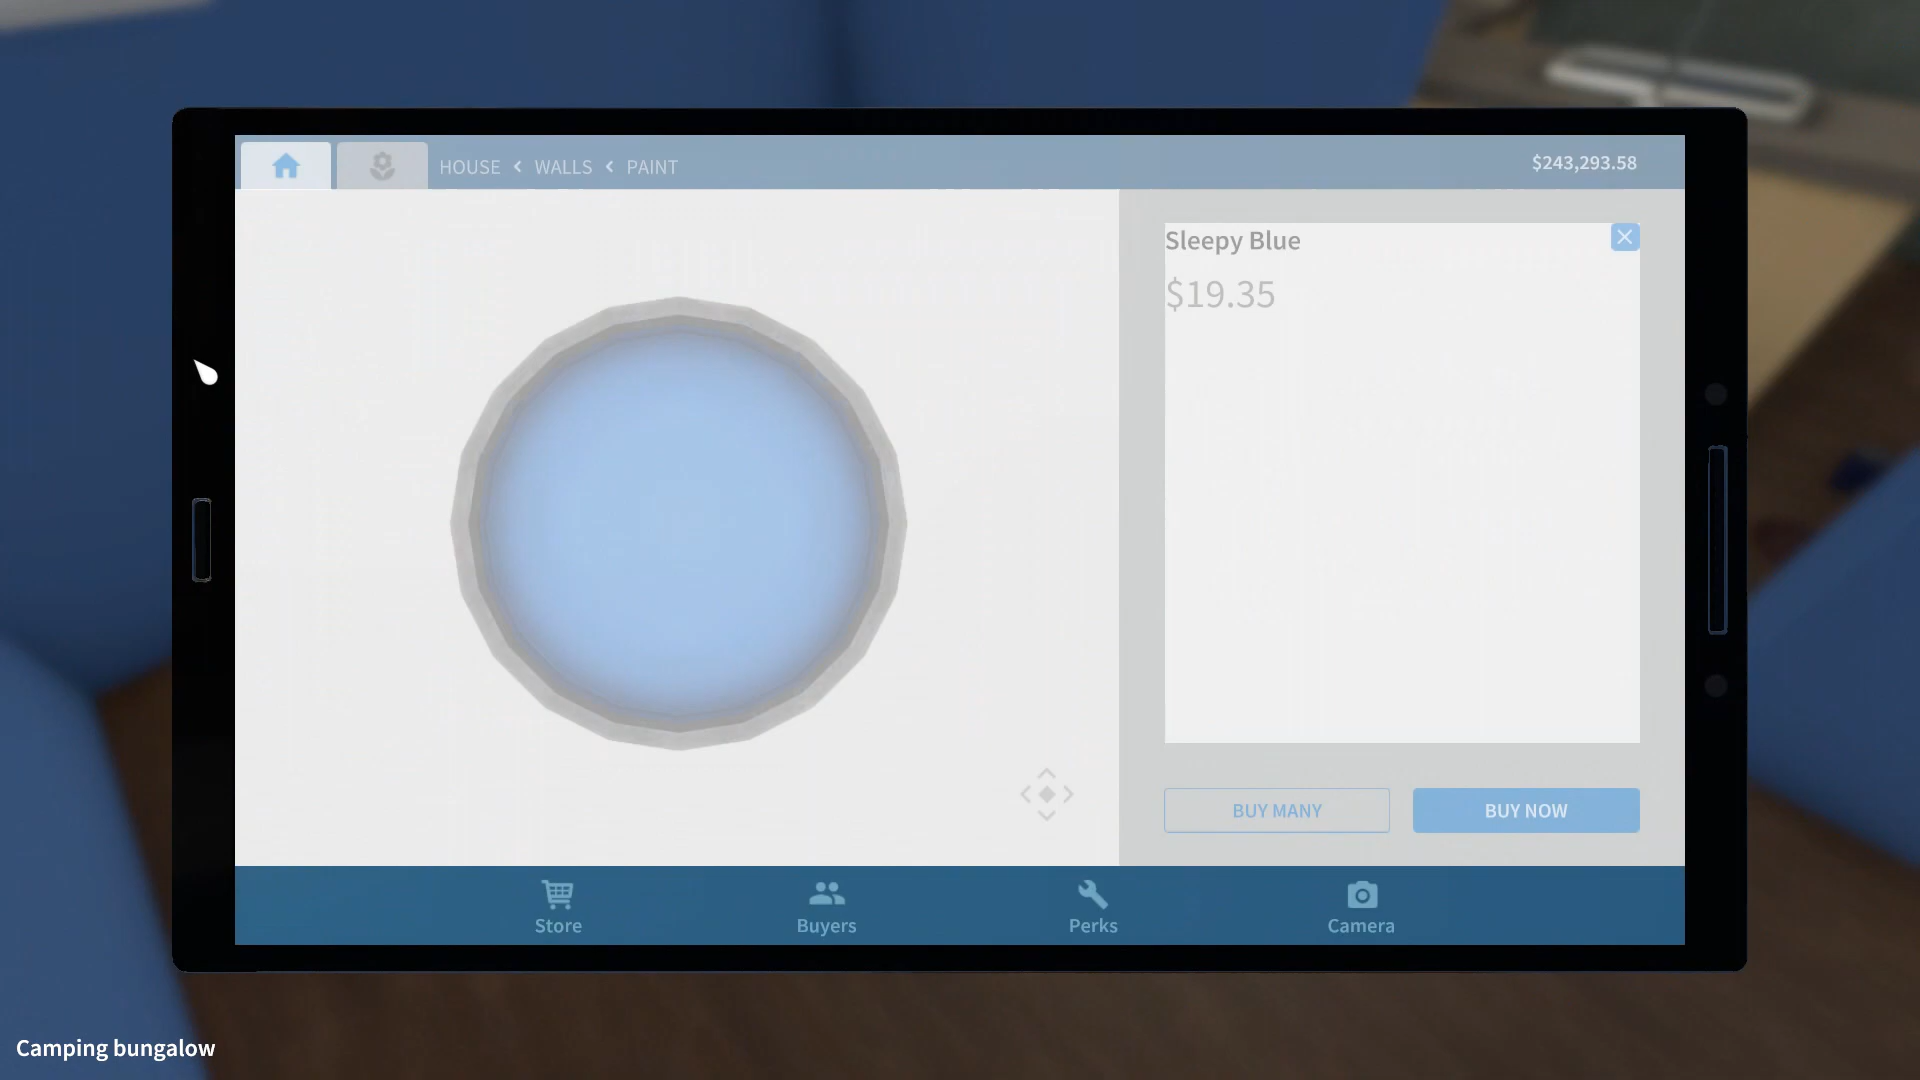 HOUSE < WALLS < PAINT
$243,293.58
Sleepy Blue
$19.35
BUY MANY
BUY NOW
Store
Buyers
Perks
Camera
Camping bungalow